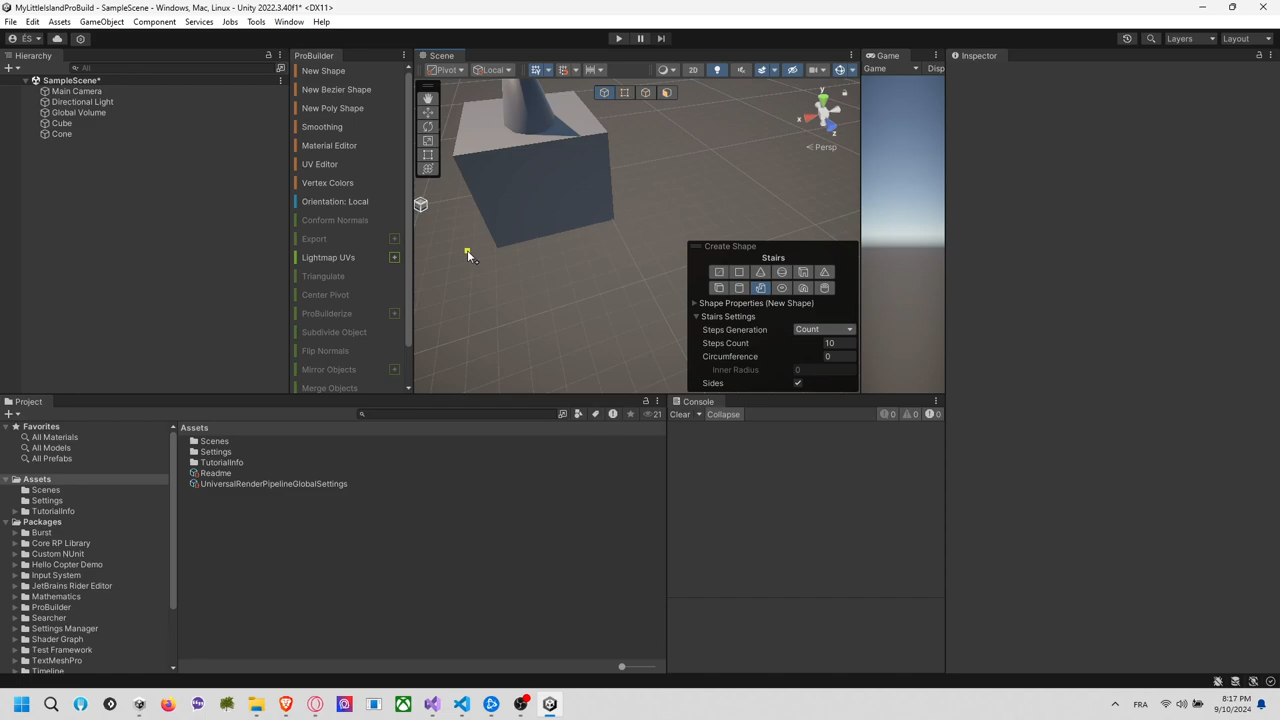 MyLittleIslandProBuild - SampleScene - Windows, Mac, Linux - Unity 2022.3.40f1* <DX11>
File Edit Assets GameObject Component Services Jobs Tools Window Help
ÉS Layers Layout
Hierarchy
All
SampleScene*
Main Camera
Directional Light
Global Volume
Cube
Cone
ProBuilder
New Shape
New Bezier Shape
New Poly Shape
Smoothing
Material Editor
UV Editor
Vertex Colors
Orientation: Local
Conform Normals
Export
Lightmap UVs
Triangulate
Center Pivot
ProBuilderize
Subdivide Object
Flip Normals
Mirror Objects
Merge Objects
Scene
Pivot Local 2D
y
x
z
Persp
Create Shape
Stairs
Shape Properties (New Shape)
Stairs Settings
Steps Generation Count
Steps Count 10
Circumference 0
Inner Radius 0
Sides
Game
Game Disp
Inspector
Project
21
Favorites
All Materials
All Models
All Prefabs
Assets
Scenes
Settings
TutorialInfo
Packages
Burst
Core RP Library
Custom NUnit
Hello Copter Demo
Input System
JetBrains Rider Editor
Mathematics
ProBuilder
Searcher
Settings Manager
Shader Graph
Test Framework
TextMeshPro
Timeline
Assets
Scenes
Settings
TutorialInfo
Readme
UniversalRenderPipelineGlobalSettings
Console
Clear Collapse 0 0 0
FRA 8:17 PM
9/10/2024